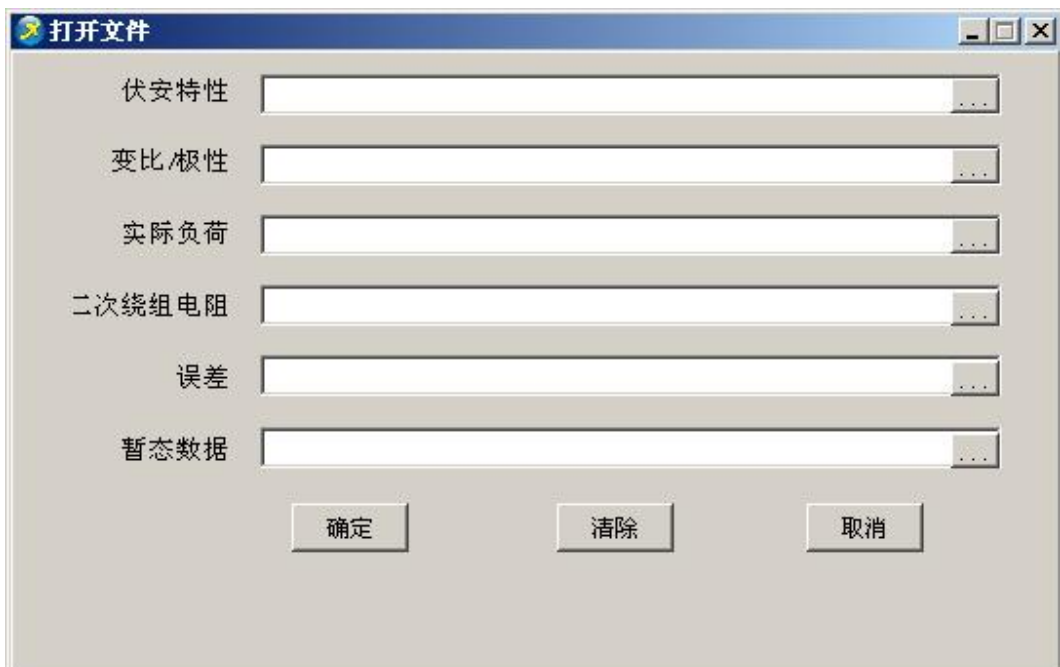 打开文件
伏安特性 ...
变比/极性 ...
实际负荷 ...
二次绕组电阻 ...
误差 ...
暂态数据 ...
确定 清除 取消